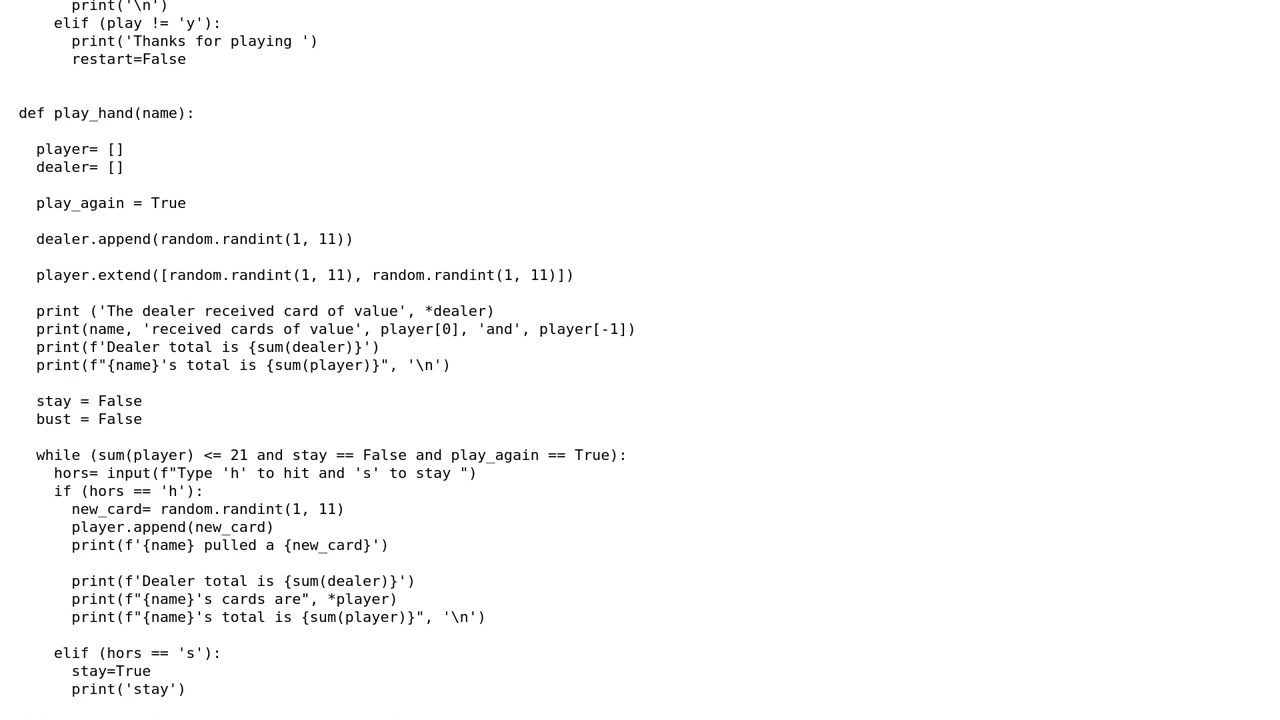 print('\n')
    elif (play != 'y'):
      print('Thanks for playing ')
      restart=False


def play_hand(name):

  player= []
  dealer= []

  play_again = True

  dealer.append(random.randint(1, 11))

  player.extend([random.randint(1, 11), random.randint(1, 11)])

  print ('The dealer received card of value', *dealer)
  print(name, 'received cards of value', player[0], 'and', player[-1])
  print(f'Dealer total is {sum(dealer)}')
  print(f"{name}'s total is {sum(player)}", '\n')

  stay = False
  bust = False

  while (sum(player) <= 21 and stay == False and play_again == True):
    hors= input(f"Type 'h' to hit and 's' to stay ")
    if (hors == 'h'):
      new_card= random.randint(1, 11)
      player.append(new_card)
      print(f'{name} pulled a {new_card}')

      print(f'Dealer total is {sum(dealer)}')
      print(f"{name}'s cards are", *player)
      print(f"{name}'s total is {sum(player)}", '\n')

    elif (hors == 's'):
      stay=True
      print('stay')